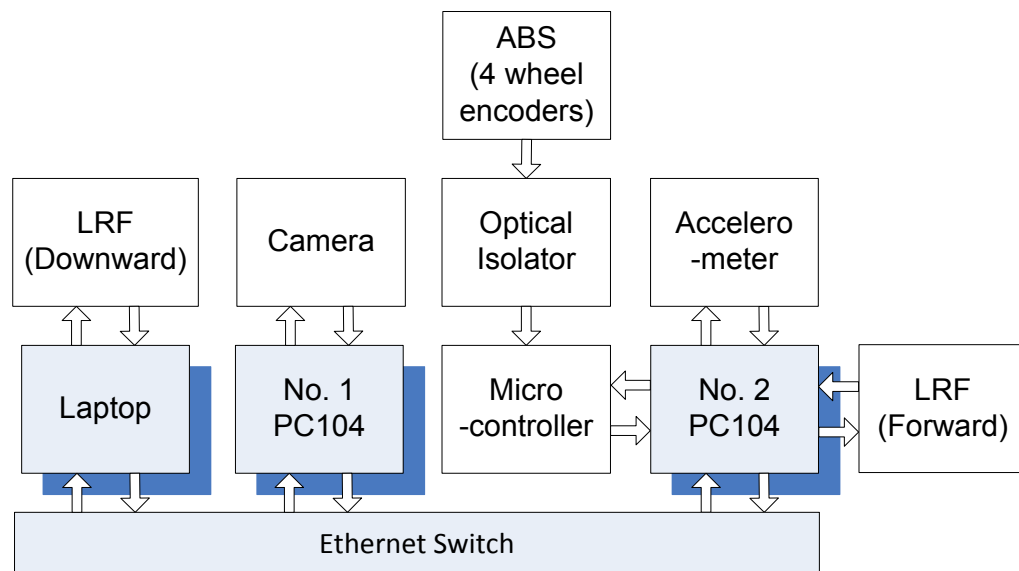 ABS
(4 wheel
encoders)
LRF
(Downward)
Camera
Optical
Isolator
Accelero
-meter
Laptop
No. 1
PC104
Micro
-controller
No. 2
PC104
LRF
(Forward)
Ethernet Switch